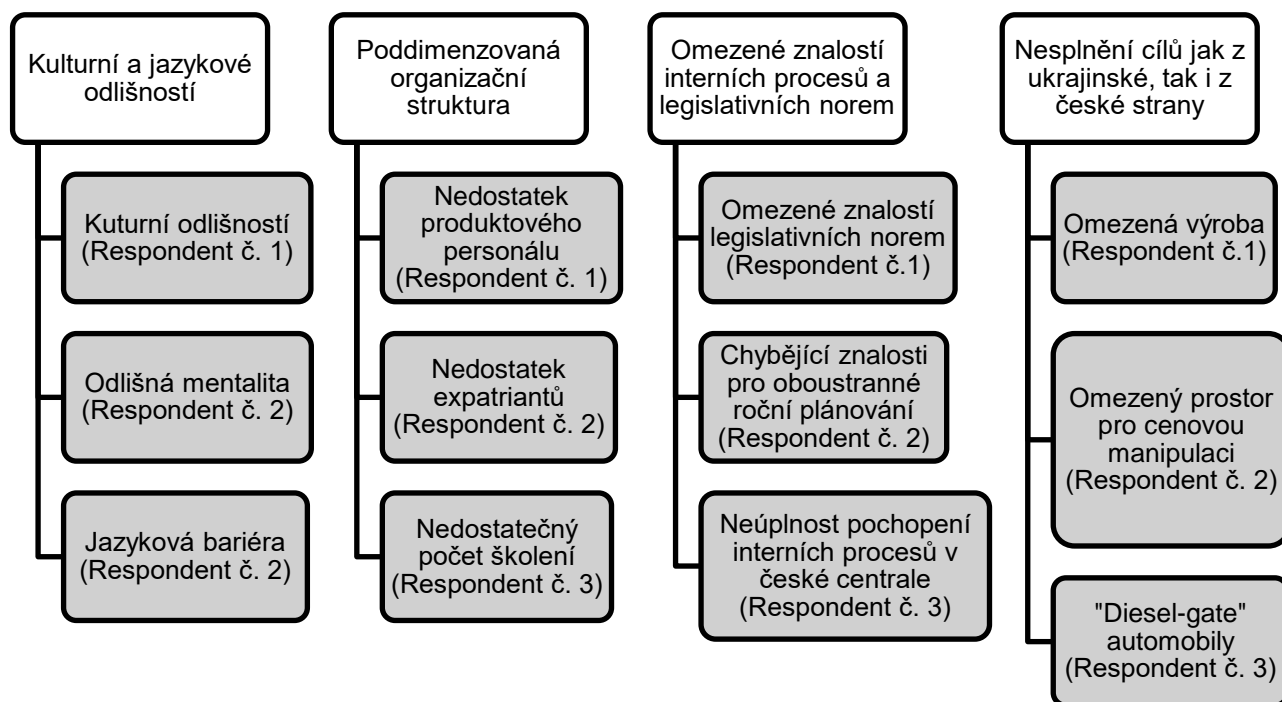 Kulturní a jazykové
odlišností
Kuturní odlišností
(Respondent č. 1)
Odlišná mentalita
(Respondent č. 2)
Jazyková bariéra
(Respondent č. 2)
Poddimenzovaná
organizační
struktura
Nedostatek
produktového
personálu
(Respondent č. 1)
Nedostatek
expatriantů
(Respondent č. 2)
Nedostatečný
počet školení
(Respondent č. 3)
Omezené znalostí
interních procesů a
legislativních norem
Omezené znalostí
legislativních norem
(Respondent č.1)
Chybějící znalosti
pro oboustranné
roční plánování
(Respondent č. 2)
Neúplnost pochopení
interních procesů v
české centrale
(Respondent č. 3)
Nesplnění cílů jak z
ukrajinské, tak i z
české strany
Omezená výroba
(Respondent č.1)
Omezený prostor
pro cenovou
manipulaci
(Respondent č. 2)
"Diesel-gate"
automobily
(Respondent č. 3)